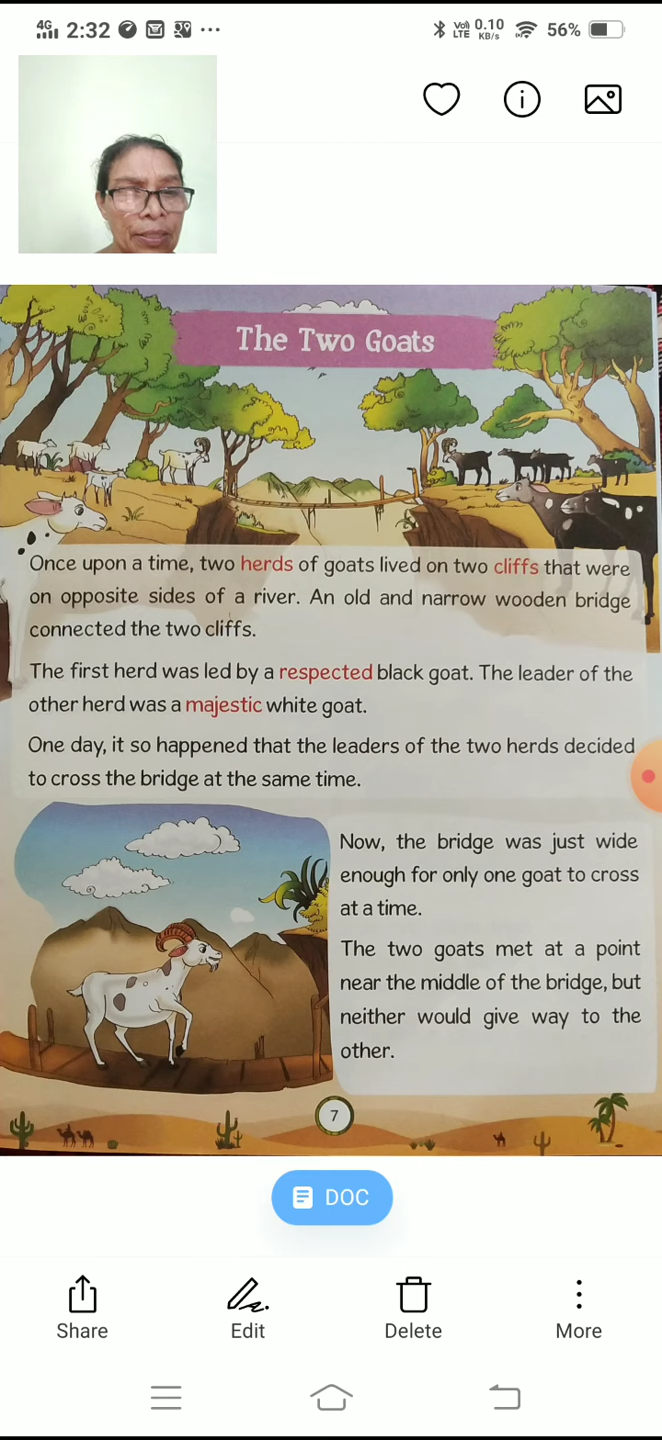 4G 2:32 ... Vo) LTE 0.10 KB/s 56%
The Two Goats
Once upon a time, two herds of goats lived on two cliffs that were
on opposite sides of a river. An old and narrow wooden bridge
connected the two cliffs.
The first herd was led by a respected black goat. The leader of the
other herd was a majestic white goat.
One day, it so happened that the leaders of the two herds decided
to cross the bridge at the same time.
Now, the bridge was just wide
enough for only one goat to cross
at a time.
The two goats met at a point
near the middle of the bridge, but
neither would give way to the
other.
7
DOC
Share Edit Delete More